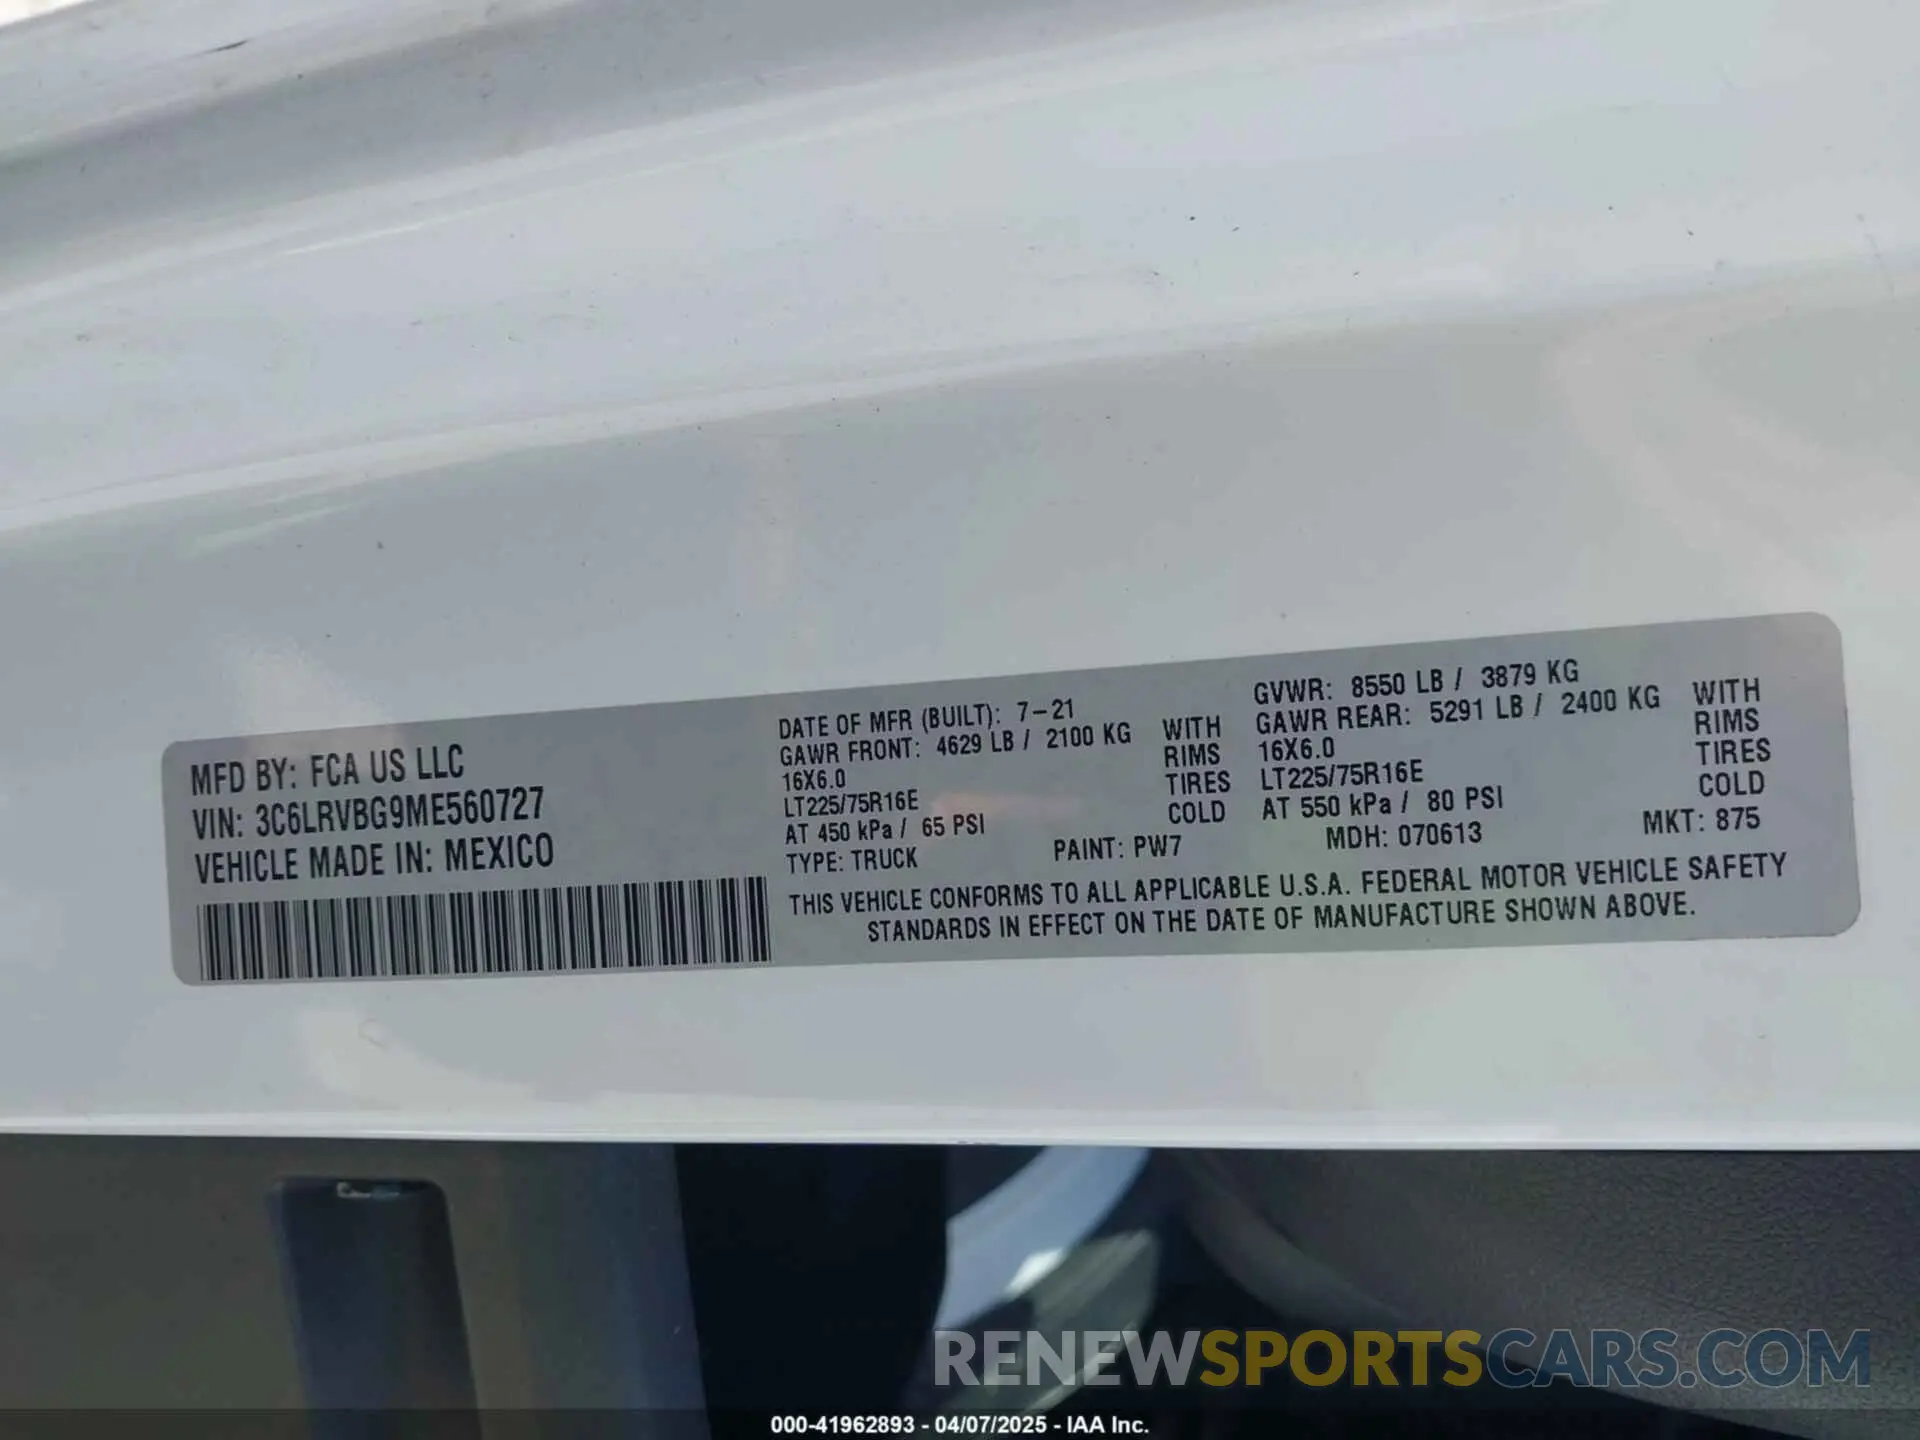 MFD BY: FCA US LLC
VIN: 3C6LRVBG9ME560727
VEHICLE MADE IN: MEXICO
DATE OF MFR (BUILT): 7-21
GAWR FRONT: 4629 LB / 2100 KG WITH
16X6.0 RIMS
LT225/75R16E TIRES
AT 450 kPa / 65 PSI COLD
GVWR: 8550 LB / 3879 KG
GAWR REAR: 5291 LB / 2400 KG WITH
16X6.0 RIMS
LT225/75R16E TIRES
AT 550 kPa / 80 PSI COLD
TYPE: TRUCK PAINT: PW7 MDH: 070613 MKT: 875
THIS VEHICLE CONFORMS TO ALL APPLICABLE U.S.A. FEDERAL MOTOR VEHICLE SAFETY
STANDARDS IN EFFECT ON THE DATE OF MANUFACTURE SHOWN ABOVE.
RENEWSPORTSCARS.COM
000-41962893 - 04/07/2025 - IAA Inc.